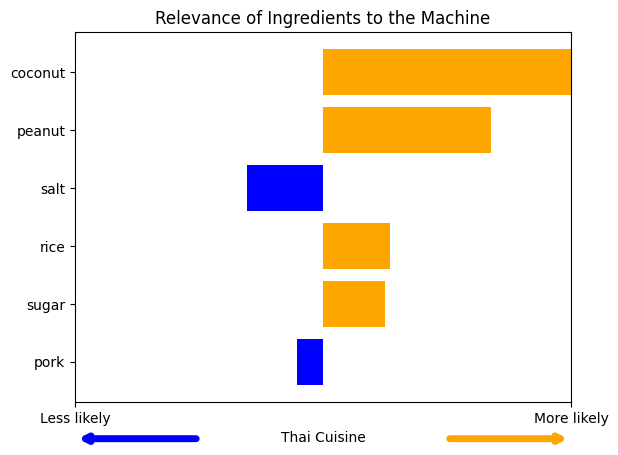 Relevance of Ingredients to the Machine
coconut
peanut
salt
rice
sugar
pork
Less likely
More likely
Thai Cuisine